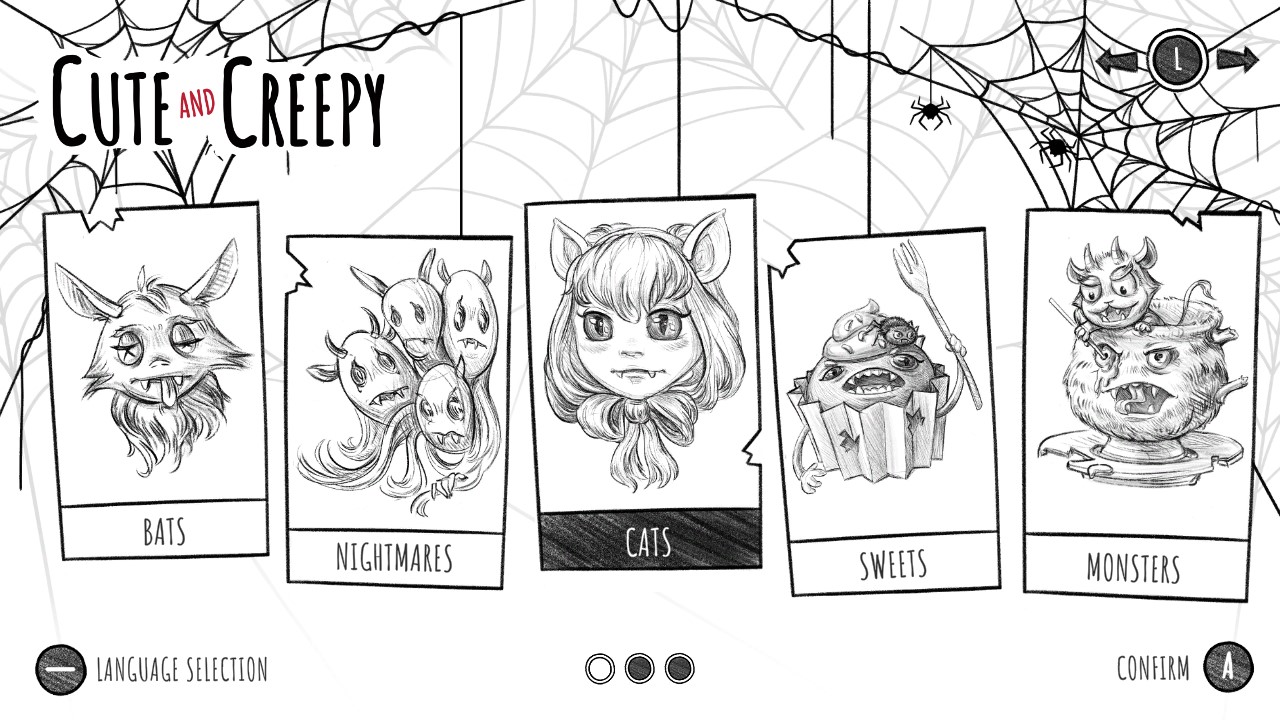 CUTE AND CREEPY
L
BATS
NIGHTMARES
CATS
SWEETS
MONSTERS
LANGUAGE SELECTION
CONFIRM A